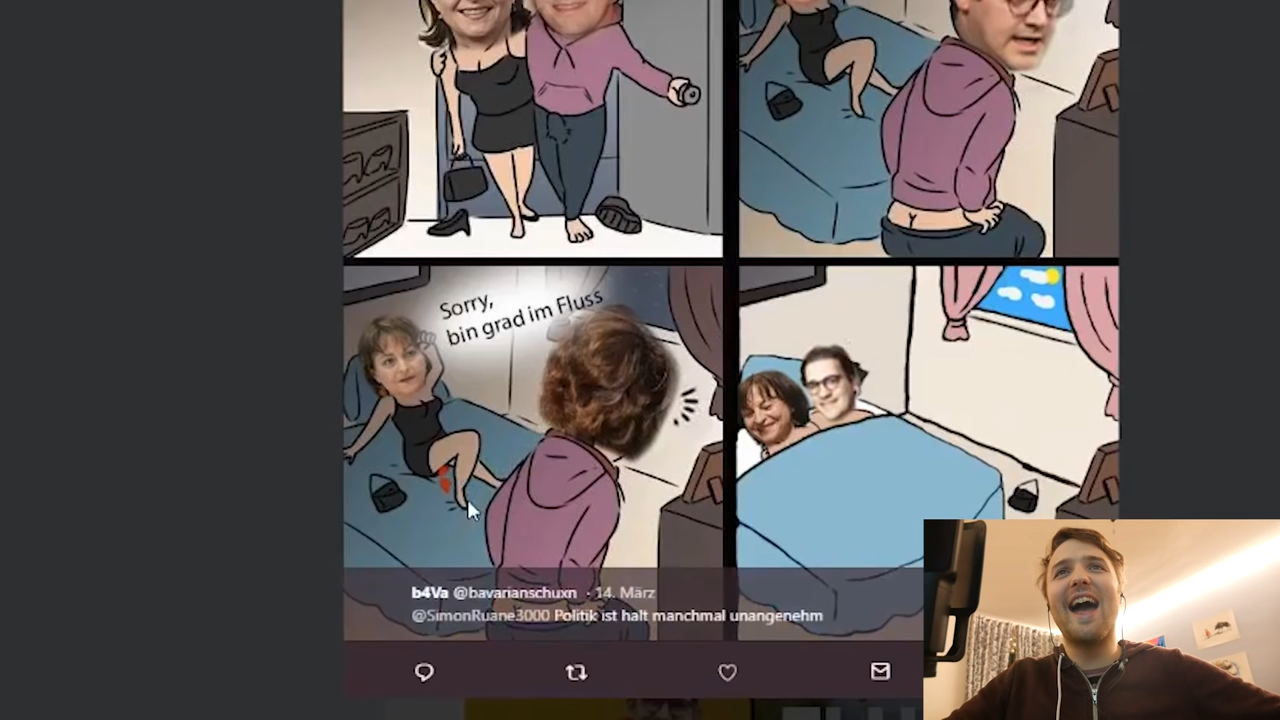 Sorry,
bin grad im Fluss
b4Va @bavarianschuxn · 14. März
@SimonRuane3000 Politik ist halt manchmal unangenehm